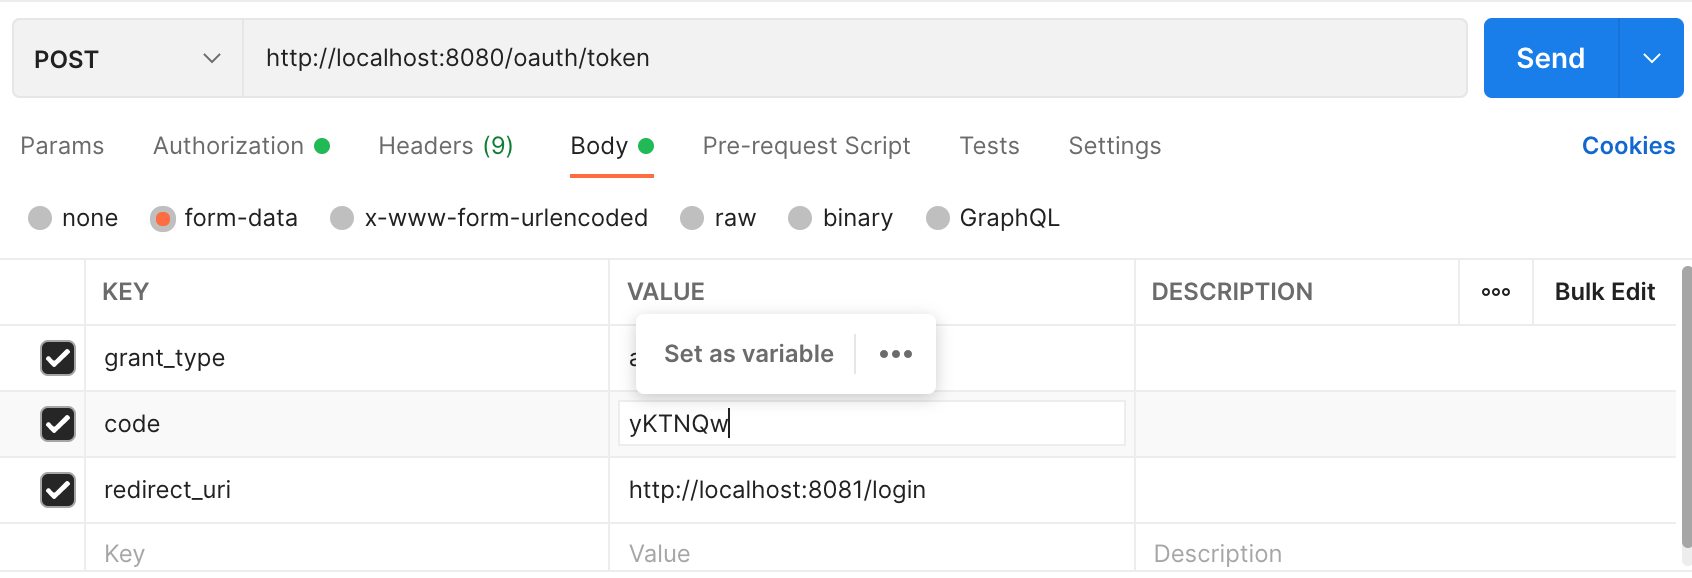 POST http://localhost:8080/oauth/token Send
Params Authorization Headers (9) Body Pre-request Script Tests Settings Cookies
none form-data x-www-form-urlencoded raw binary GraphQL
KEY VALUE DESCRIPTION ooo Bulk Edit
Set as variable •••
grant_type
code yKTNQw
redirect_uri http://localhost:8081/login
Key Value Description